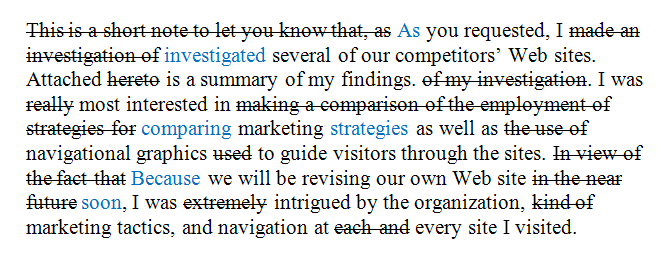 This is a short note to let you know that, as As you requested, I made an
investigation of investigated several of our competitors’ Web sites.
Attached hereto is a summary of my findings. of my investigation. I was
really most interested in making a comparison of the employment of
strategies for comparing marketing strategies as well as the use of
navigational graphics used to guide visitors through the sites. In view of
the fact that Because we will be revising our own Web site in the near
future soon, I was extremely intrigued by the organization, kind of
marketing tactics, and navigation at each and every site I visited.